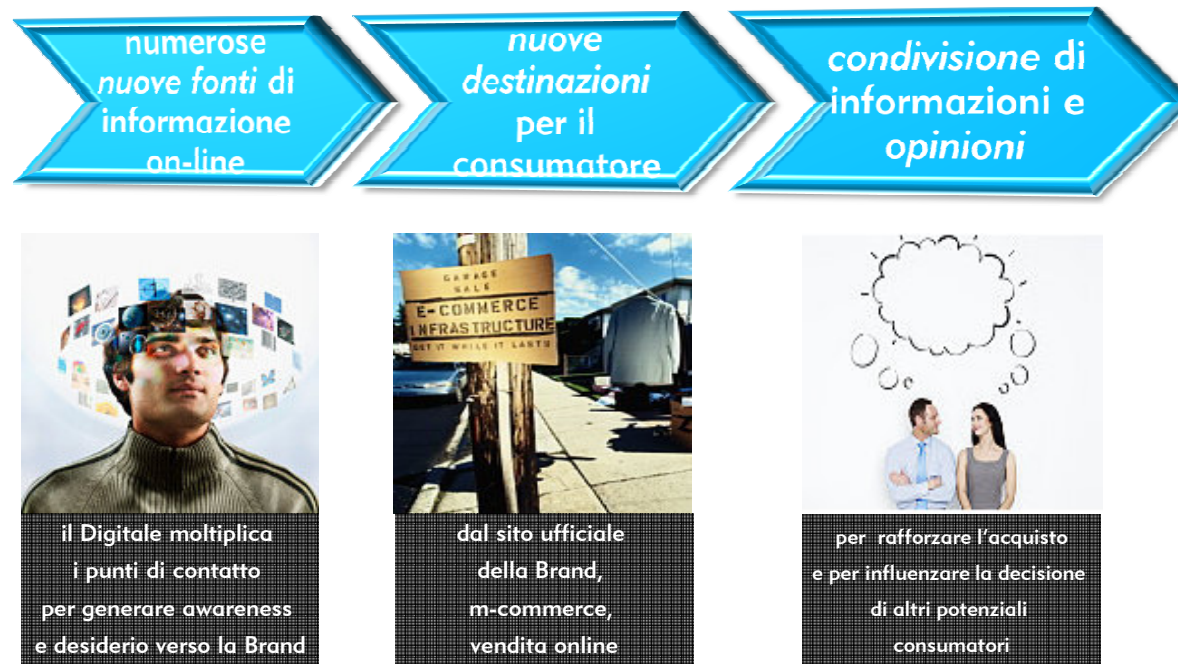 numerose
nuove fonti di
informazione
on-line
nuove
destinazioni
per il
consumatore
condivisione di
informazioni e
opinioni
GARAGE
SALE
E-COMMERCE
INFRASTRUCTURE
GET IT WHILE IT LASTS
il Digitale moltiplica
i punti di contatto
per generare awareness
e desiderio verso la Brand
dal sito ufficiale
della Brand,
m-commerce,
vendita online
per rafforzare l'acquisto
e per influenzare la decisione
di altri potenziali
consumatori